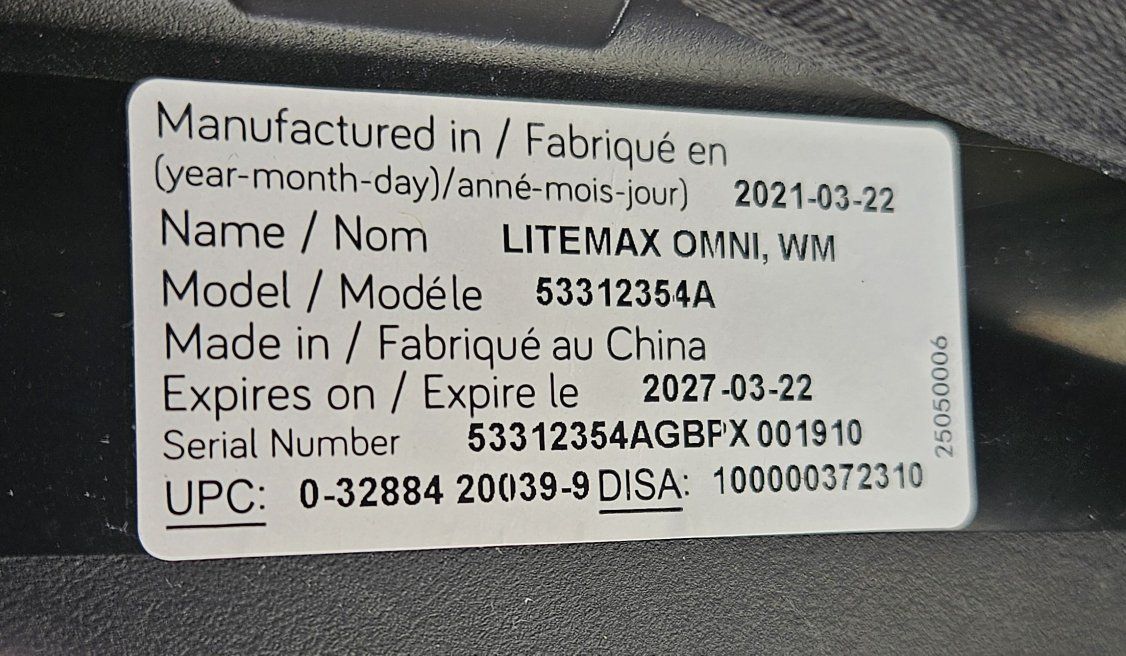 Manufactured in / Fabriqué en
(year-month-day)/anné-mois-jour) 2021-03-22
Name / Nom LITEMAX OMNI, WM
Model / Modéle 53312354A
Made in / Fabriqué au China
Expires on / Expire le 2027-03-22
Serial Number 53312354AGBPX 001910
UPC: 0-32884 20039-9 DISA: 100000372310
25050006